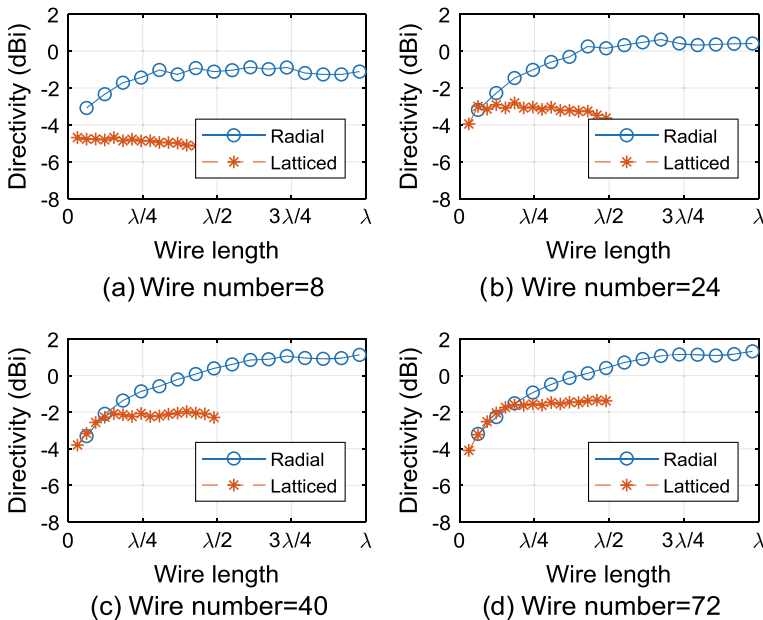 2
0
-2
-4
-6
-8
Directivity (dBi)
Radial
Latticed
0 λ/4 λ/2 3λ/4 λ
Wire length
(a) Wire number=8
2
0
-2
-4
-6
-8
Directivity (dBi)
Radial
Latticed
0 λ/4 λ/2 3λ/4 λ
Wire length
(b) Wire number=24
2
0
-2
-4
-6
-8
Directivity (dBi)
Radial
Latticed
0 λ/4 λ/2 3λ/4 λ
Wire length
(c) Wire number=40
2
0
-2
-4
-6
-8
Directivity (dBi)
Radial
Latticed
0 λ/4 λ/2 3λ/4 λ
Wire length
(d) Wire number=72